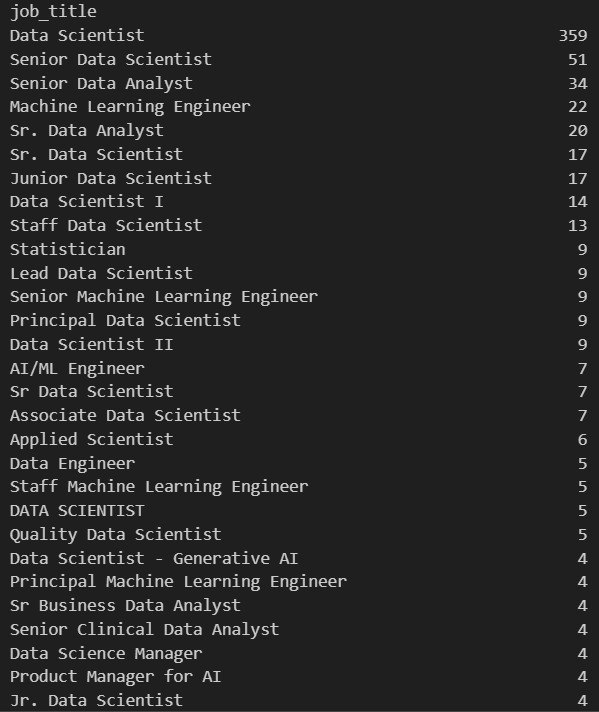 job_title
Data Scientist 359
Senior Data Scientist 51
Senior Data Analyst 34
Machine Learning Engineer 22
Sr. Data Analyst 20
Sr. Data Scientist 17
Junior Data Scientist 17
Data Scientist I 14
Staff Data Scientist 13
Statistician 9
Lead Data Scientist 9
Senior Machine Learning Engineer 9
Principal Data Scientist 9
Data Scientist II 9
AI/ML Engineer 7
Sr Data Scientist 7
Associate Data Scientist 7
Applied Scientist 6
Data Engineer 5
Staff Machine Learning Engineer 5
DATA SCIENTIST 5
Quality Data Scientist 5
Data Scientist - Generative AI 4
Principal Machine Learning Engineer 4
Sr Business Data Analyst 4
Senior Clinical Data Analyst 4
Data Science Manager 4
Product Manager for AI 4
Jr. Data Scientist 4